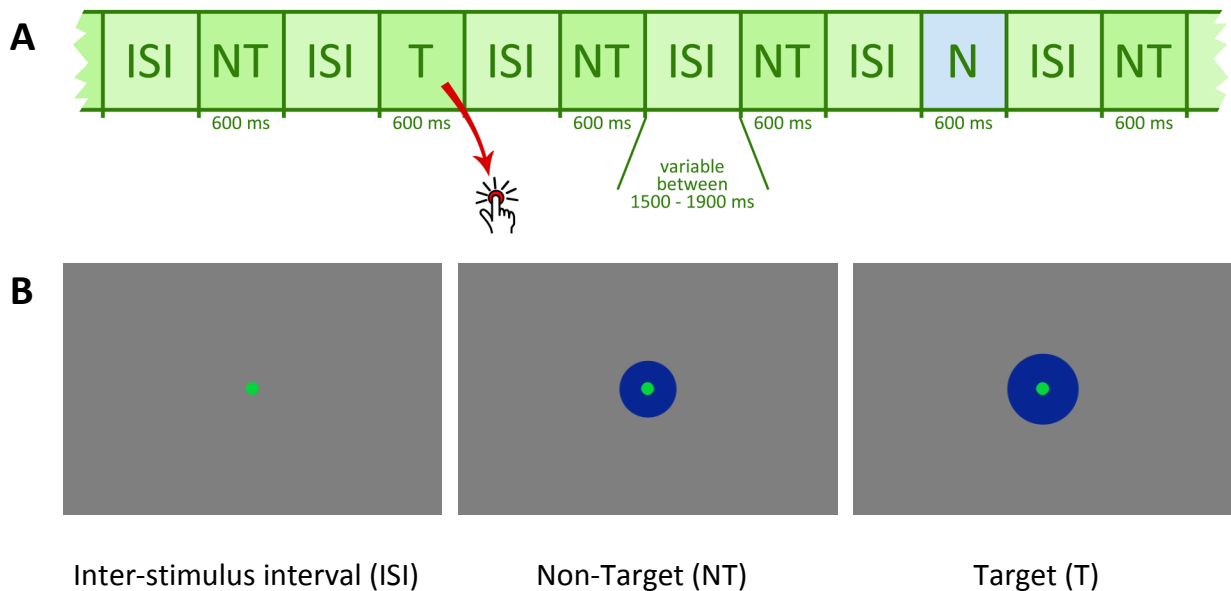 A
ISI NT ISI T ISI NT ISI NT ISI N ISI NT
600 ms 600 ms 600 ms 600 ms 600 ms 600 ms
variable
between
1500 - 1900 ms
B
Inter-stimulus interval (ISI) Non-Target (NT) Target (T)